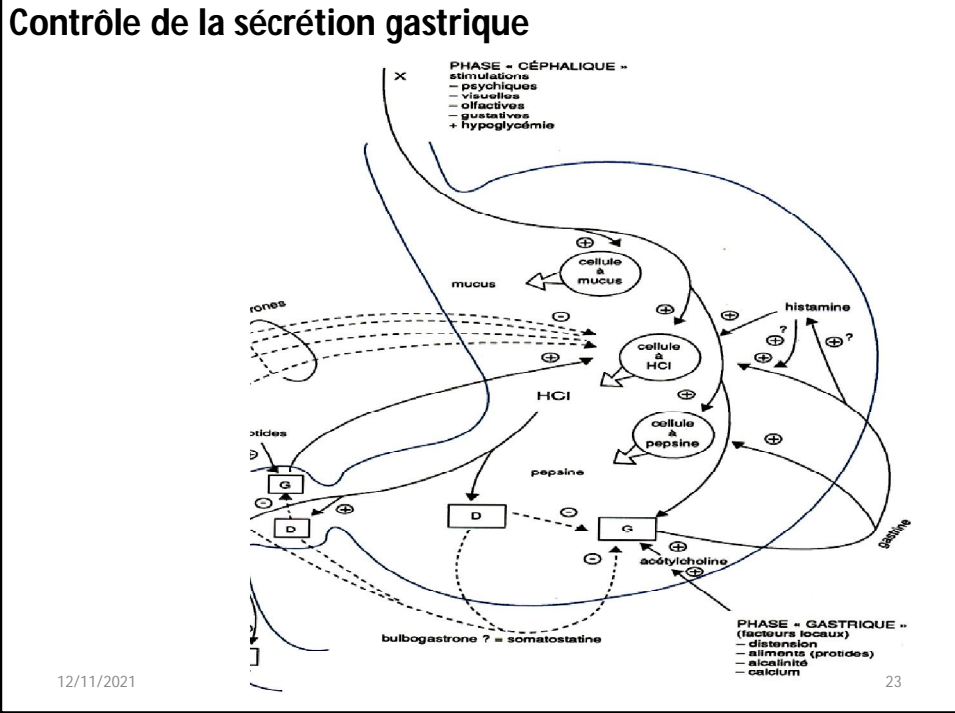 Contrôle de la sécrétion gastrique
PHASE « CÉPHALIQUE »
stimulations
– psychiques
– visuelles
– olfactives
– gustatives
+ hypoglycémie
X
+
cellule
à
mucus
mucus
rones
–
+
+
histamine
?
+
+
+ ?
cellule
à
HCl
+
HCl
+
cellule
à
pepsine
+
pepsine
otides
+
G
–
D
+
D
–
G
–
+
acétylcholine
+
gastrine
bulbogastrone ? = somatostatine
PHASE « GASTRIQUE »
(facteurs locaux)
– distension
– aliments (protides)
– alcalinité
– calcium
12/11/2021
23